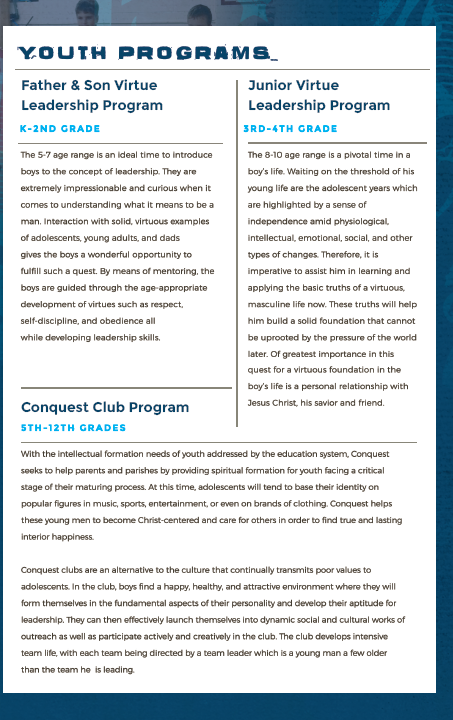 YOUTH PROGRAMS_
Father & Son Virtue
Leadership Program
K-2ND GRADE
The 5-7 age range is an ideal time to introduce
boys to the concept of leadership. They are
extremely impressionable and curious when it
comes to understanding what it means to be a
man. Interaction with solid, virtuous examples
of adolescents, young adults, and dads
gives the boys a wonderful opportunity to
fulfill such a quest. By means of mentoring, the
boys are guided through the age-appropriate
development of virtues such as respect,
self-discipline, and obedience all
while developing leadership skills.
Junior Virtue
Leadership Program
3RD-4TH GRADE
The 8-10 age range is a pivotal time in a
boy's life. Waiting on the threshold of his
young life are the adolescent years which
are highlighted by a sense of
independence amid physiological,
intellectual, emotional, social, and other
types of changes. Therefore, it is
imperative to assist him in learning and
applying the basic truths of a virtuous,
masculine life now. These truths will help
him build a solid foundation that cannot
be uprooted by the pressure of the world
later. Of greatest importance in this
quest for a virtuous foundation in the
boy's life is a personal relationship with
Jesus Christ, his savior and friend.
Conquest Club Program
5TH-12TH GRADES
With the intellectual formation needs of youth addressed by the education system, Conquest
seeks to help parents and parishes by providing spiritual formation for youth facing a critical
stage of their maturing process. At this time, adolescents will tend to base their identity on
popular figures in music, sports, entertainment, or even on brands of clothing. Conquest helps
these young men to become Christ-centered and care for others in order to find true and lasting
interior happiness.
Conquest clubs are an alternative to the culture that continually transmits poor values to
adolescents. In the club, boys find a happy, healthy, and attractive environment where they will
form themselves in the fundamental aspects of their personality and develop their aptitude for
leadership. They can then effectively launch themselves into dynamic social and cultural works of
outreach as well as participate actively and creatively in the club. The club develops intensive
team life, with each team being directed by a team leader which is a young man a few older
than the team he is leading.